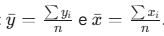 ȳ = ∑ yᵢ / n e x̄ = ∑ xᵢ / n.